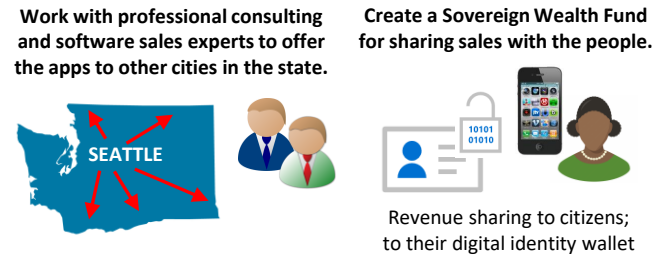 Work with professional consulting
and software sales experts to offer
the apps to other cities in the state.
SEATTLE
Create a Sovereign Wealth Fund
for sharing sales with the people.
10101
01010
Revenue sharing to citizens;
to their digital identity wallet